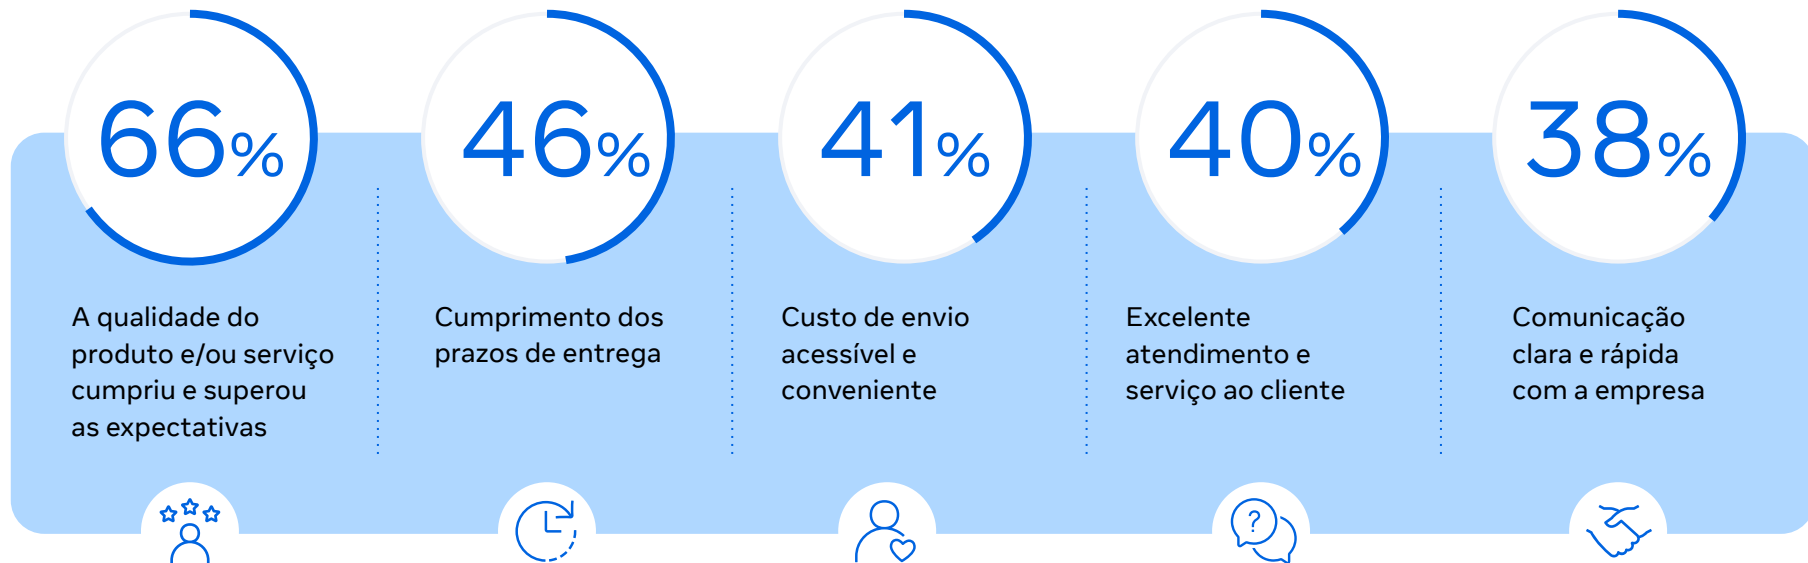 66%
A qualidade do
produto e/ou serviço
cumpriu e superou
as expectativas
46%
Cumprimento dos
prazos de entrega
41%
Custo de envio
acessível e
conveniente
40%
Excelente
atendimento e
serviço ao cliente
?
38%
Comunicação
clara e rápida
com a empresa